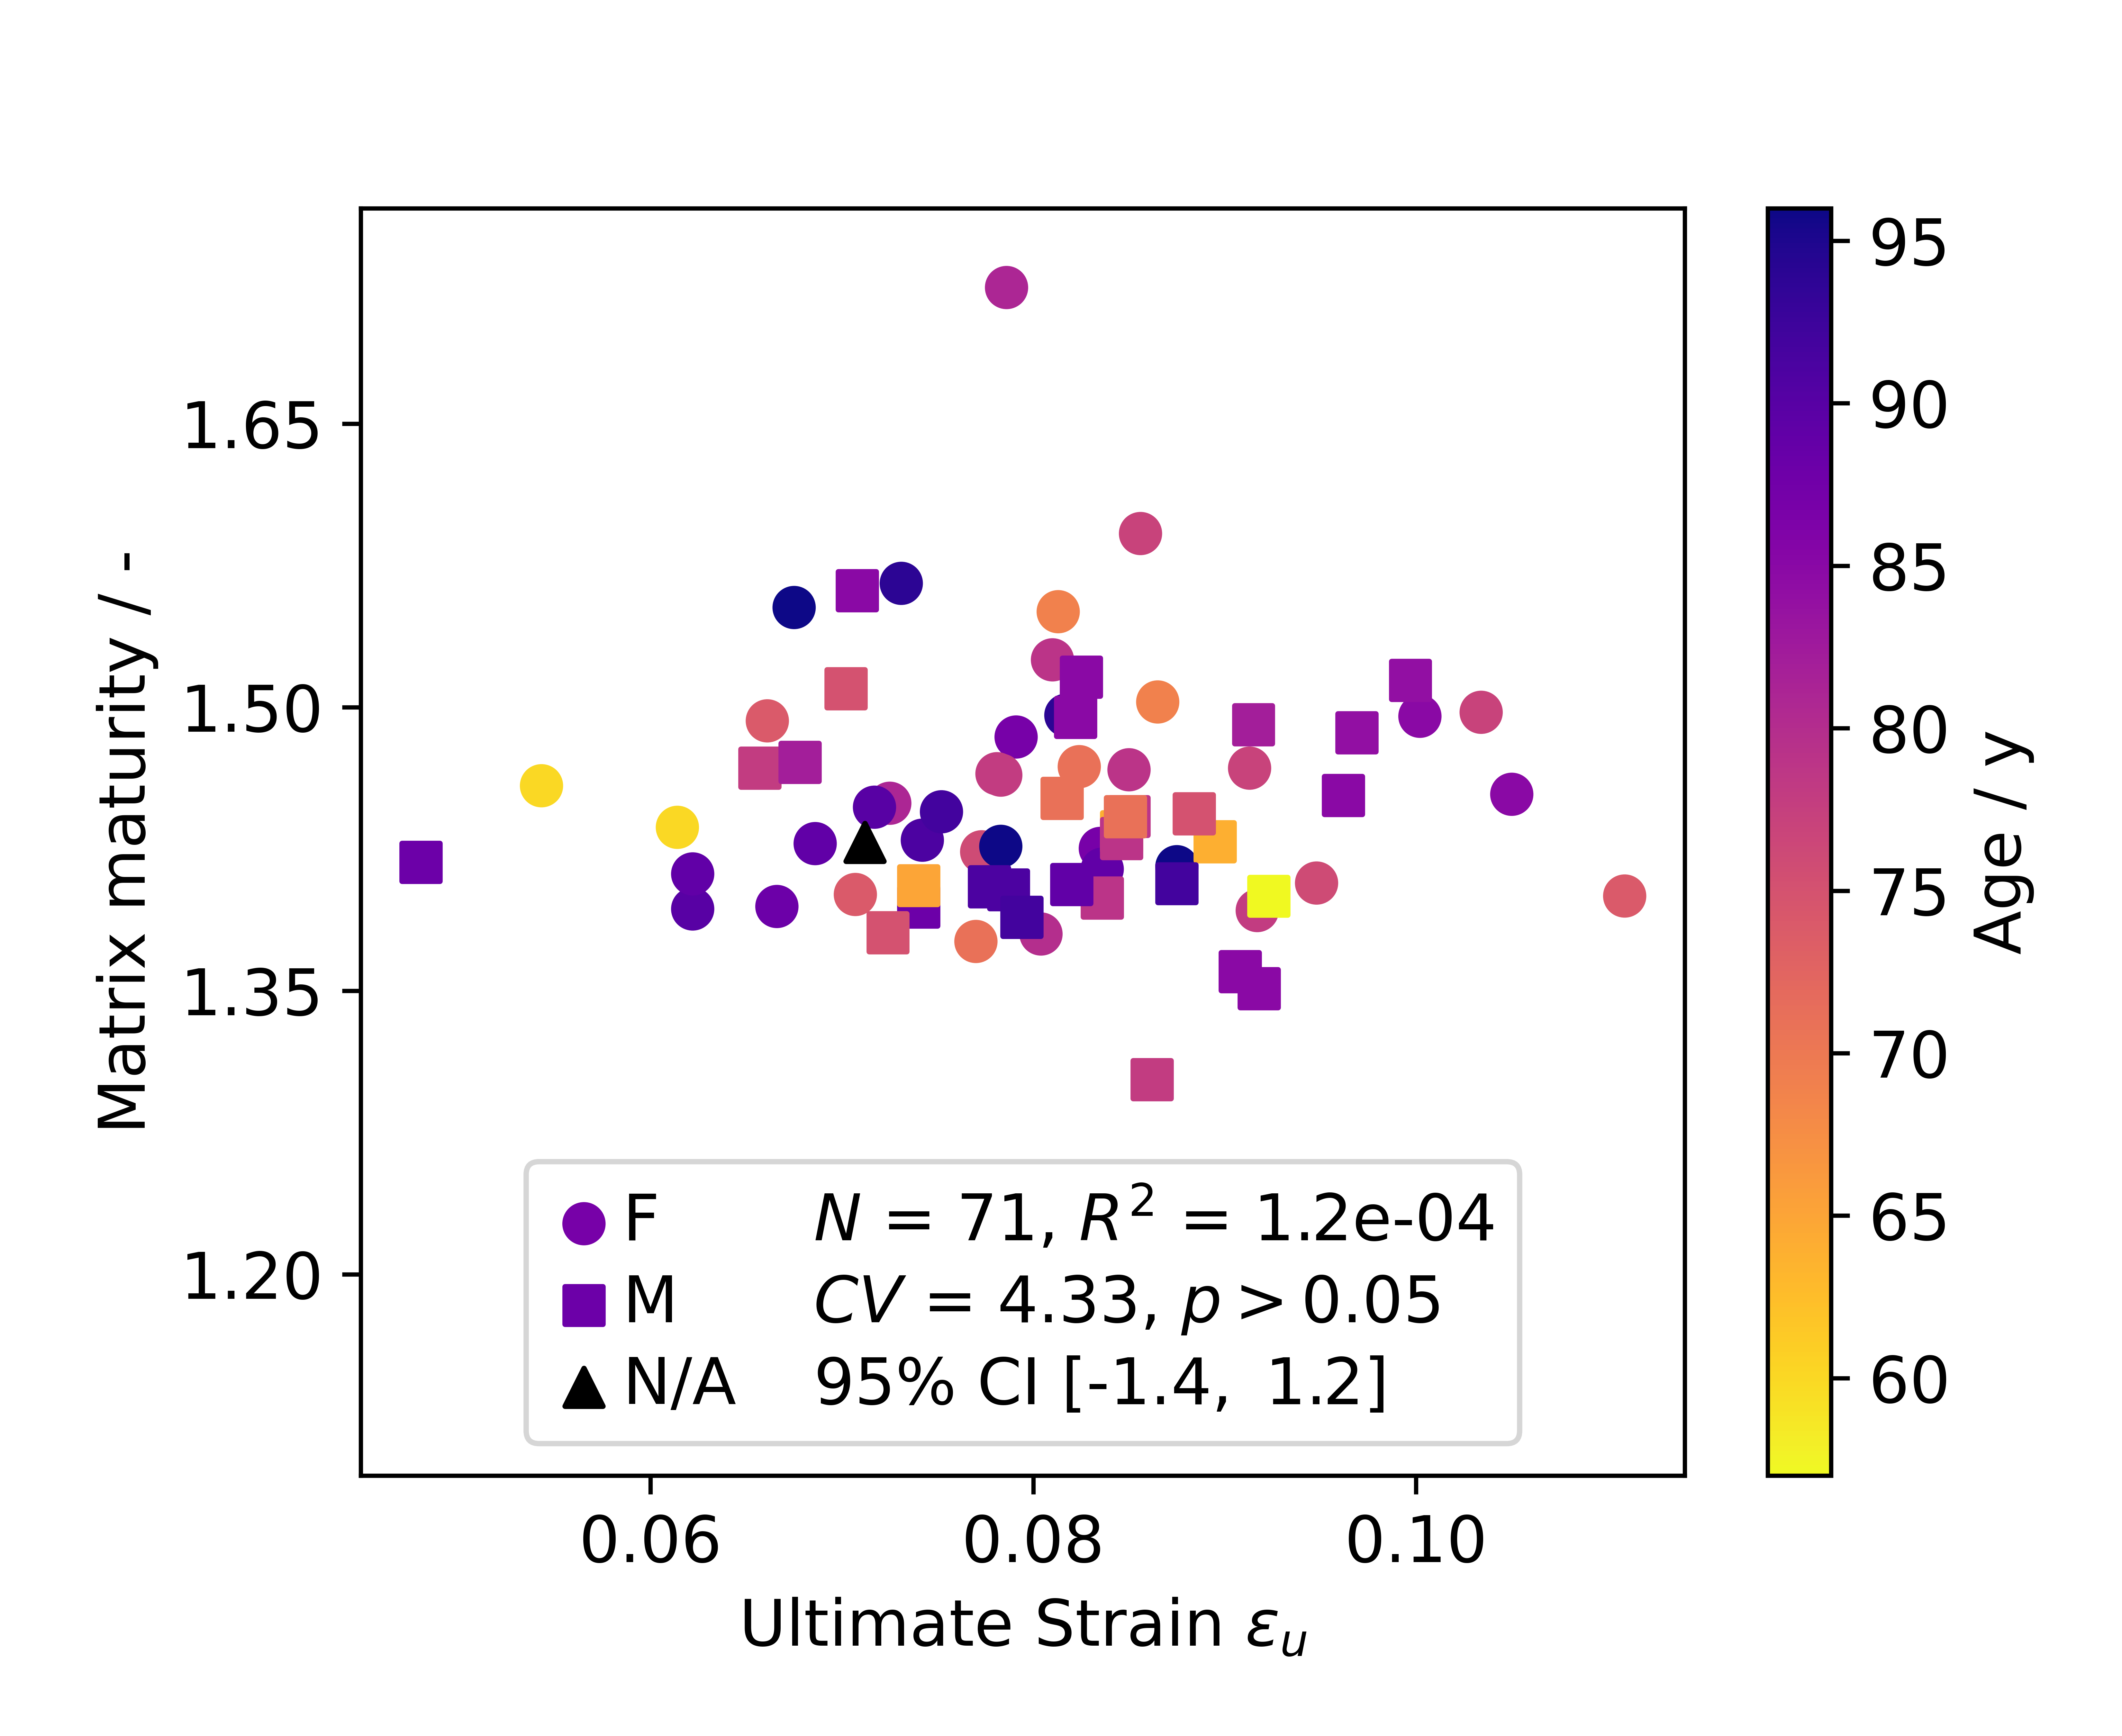 Matrix maturity / -
1.65
1.50
1.35
1.20
F
M
N/A
N = 71, R² = 1.2e-04
CV = 4.33, p > 0.05
95% CI [-1.4, 1.2]
0.06
0.08
0.10
Ultimate Strain εᵤ
95
90
85
80
75
70
65
60
Age / y